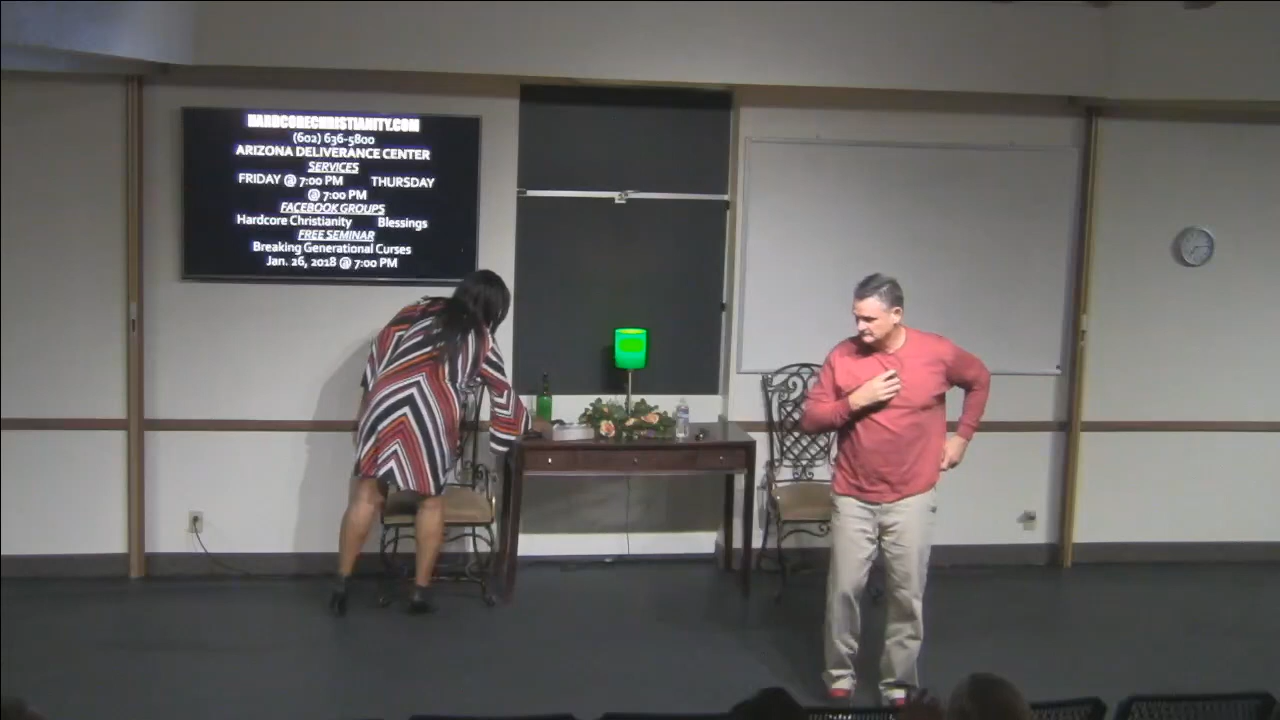 HARDCORECHRISTIANITY.COM
(602) 636-5800
ARIZONA DELIVERANCE CENTER
SERVICES
FRIDAY @ 7:00 PM THURSDAY
@ 7:00 PM
FACEBOOK GROUPS
Hardcore Christianity Blessings
FREE SEMINAR
Breaking Generational Curses
Jan. 26, 2018 @ 7:00 PM